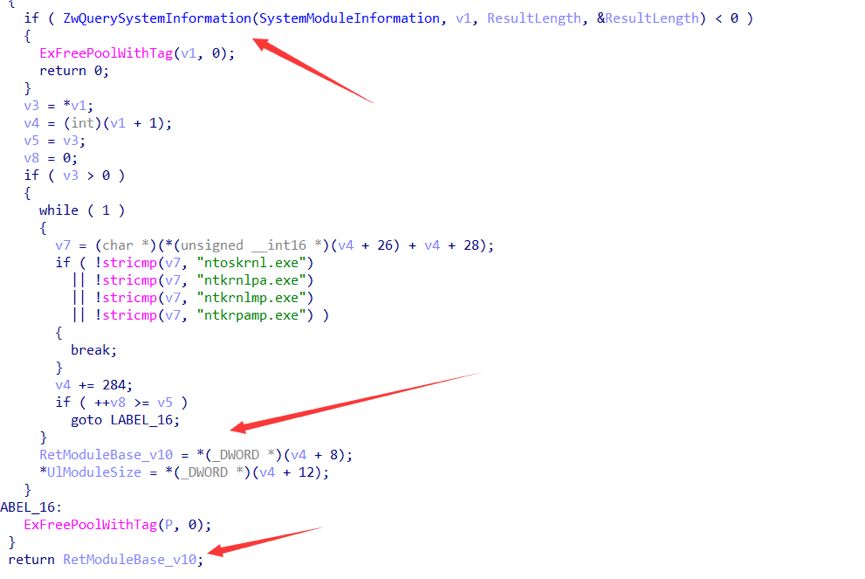 {
if ( ZwQuerySystemInformation(SystemModuleInformation, v1, ResultLength, &ResultLength) < 0 )
{
ExFreePoolWithTag(v1, 0);
return 0;
}
v3 = *v1;
v4 = (int)(v1 + 1);
v5 = v3;
v8 = 0;
if ( v3 > 0 )
{
while ( 1 )
{
v7 = (char *)(*(unsigned __int16 *)(v4 + 26) + v4 + 28);
if ( !stricmp(v7, "ntoskrnl.exe")
|| !stricmp(v7, "ntkrnlpa.exe")
|| !stricmp(v7, "ntkrnlmp.exe")
|| !stricmp(v7, "ntkrpamp.exe") )
{
break;
}
v4 += 284;
if ( ++v8 >= v5 )
goto LABEL_16;
}
RetModuleBase_v10 = *(_DWORD *)(v4 + 8);
*UlModuleSize = *(_DWORD *)(v4 + 12);
}
ABEL_16:
ExFreePoolWithTag(P, 0);
}
return RetModuleBase_v10;